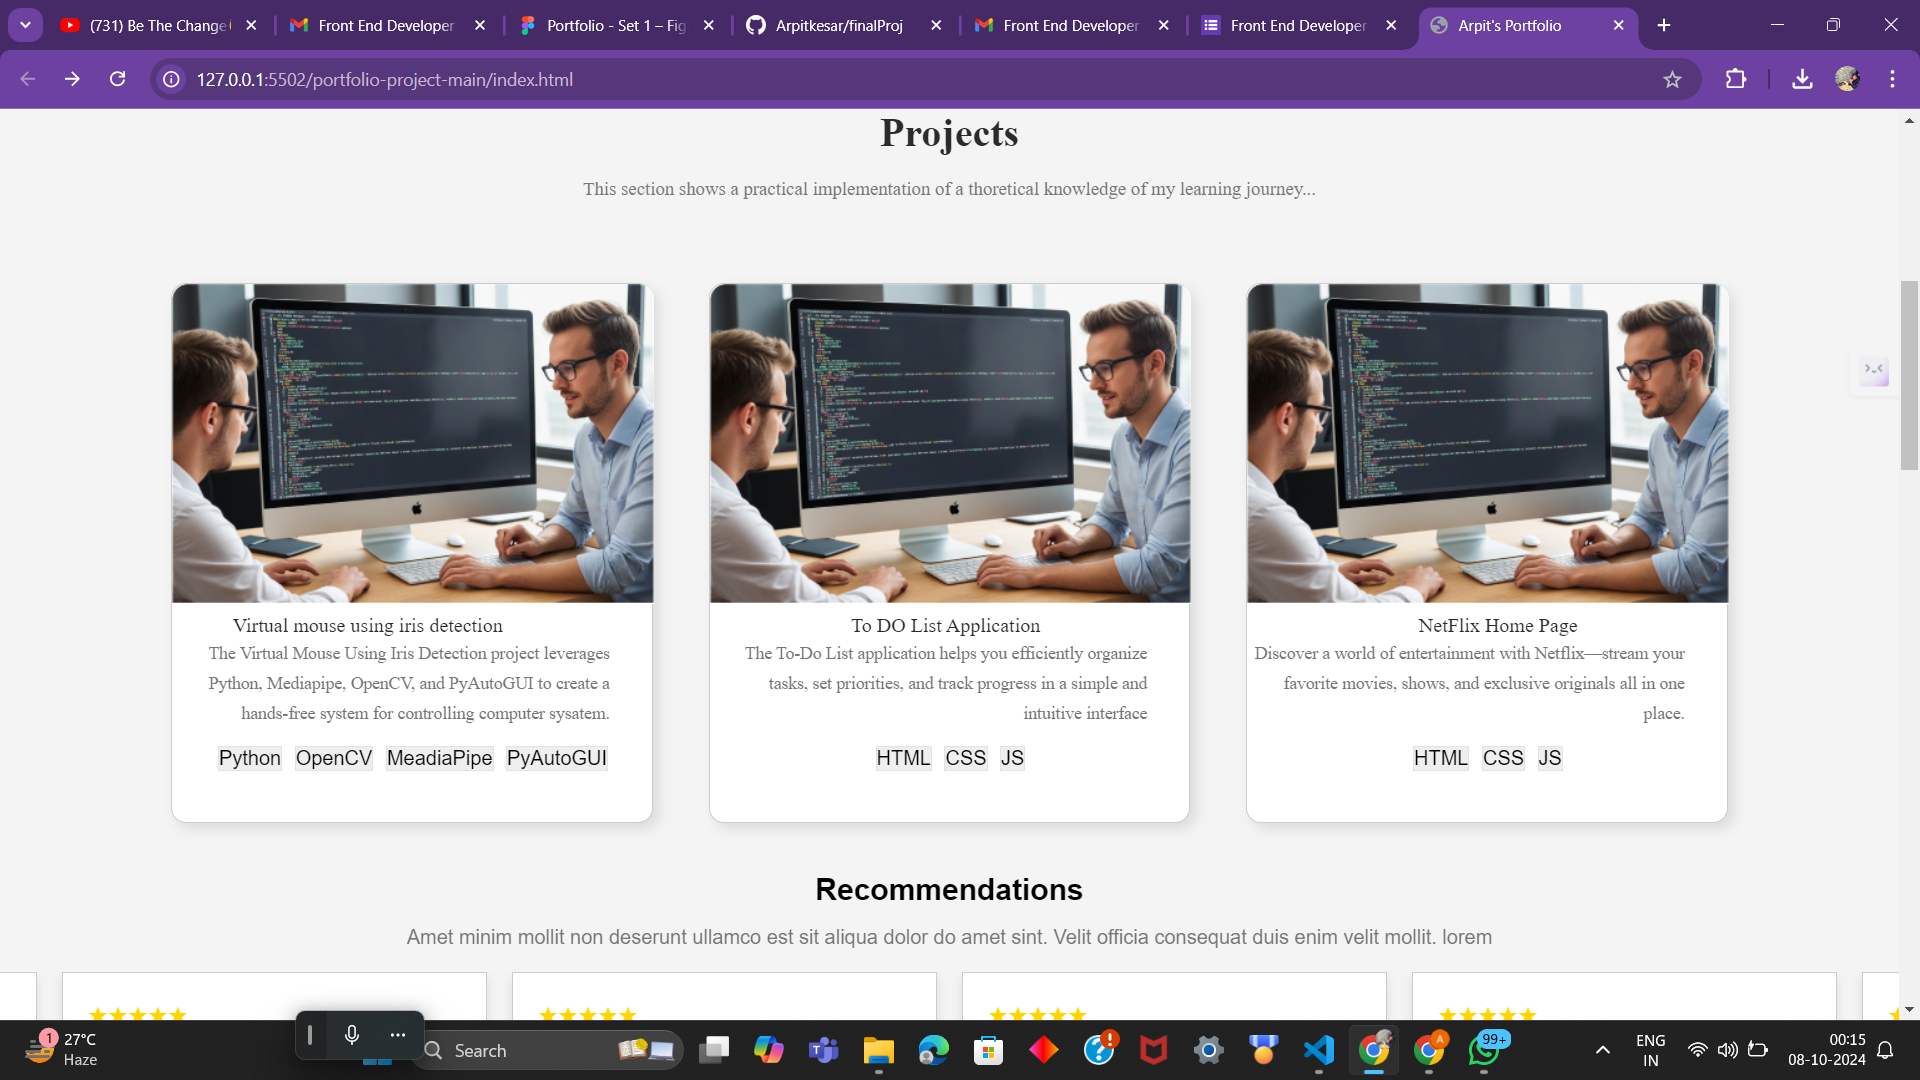 (731) Be The Change
Front End Developer
Portfolio - Set 1 – Fig
Arpitkesar/finalProj
Front End Developer
Front End Developer
Arpit's Portfolio
127.0.0.1:5502/portfolio-project-main/index.html
Projects
This section shows a practical implementation of a thoretical knowledge of my learning journey...
Virtual mouse using iris detection
The Virtual Mouse Using Iris Detection project leverages
Python, Mediapipe, OpenCV, and PyAutoGUI to create a
hands-free system for controlling computer sysatem.
Python OpenCV MeadiaPipe PyAutoGUI
To DO List Application
The To-Do List application helps you efficiently organize
tasks, set priorities, and track progress in a simple and
intuitive interface
HTML CSS JS
NetFlix Home Page
Discover a world of entertainment with Netflix—stream your
favorite movies, shows, and exclusive originals all in one
place.
HTML CSS JS
Recommendations
Amet minim mollit non deserunt ullamco est sit aliqua dolor do amet sint. Velit officia consequat duis enim velit mollit. lorem
1
27°C
Haze
Search
A
99+
ENG
IN
00:15
08-10-2024